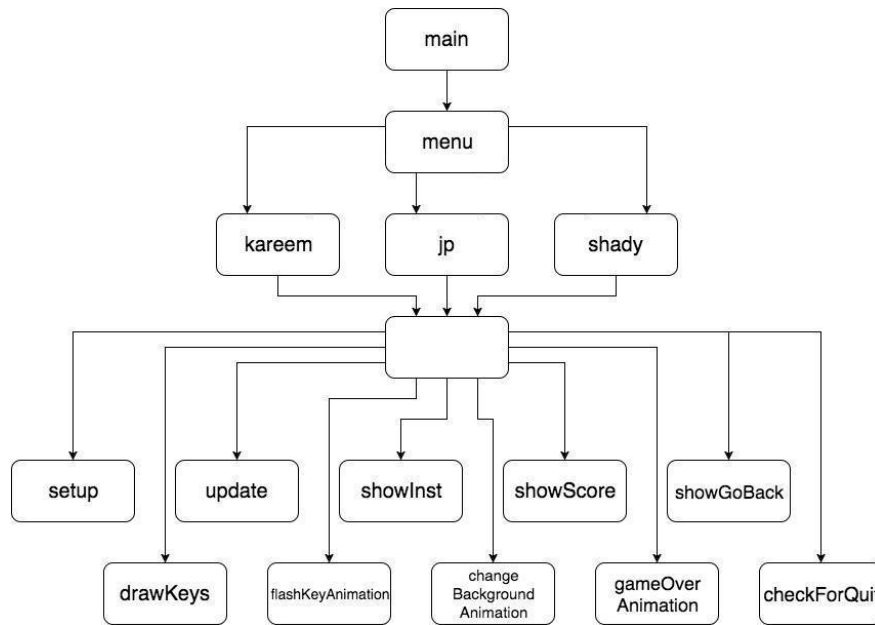 main
menu
kareem
jp
shady
setup
update
showInst
showScore
showGoBack
drawKeys
flashKeyAnimation
change
Background
Animation
gameOver
Animation
checkForQuit